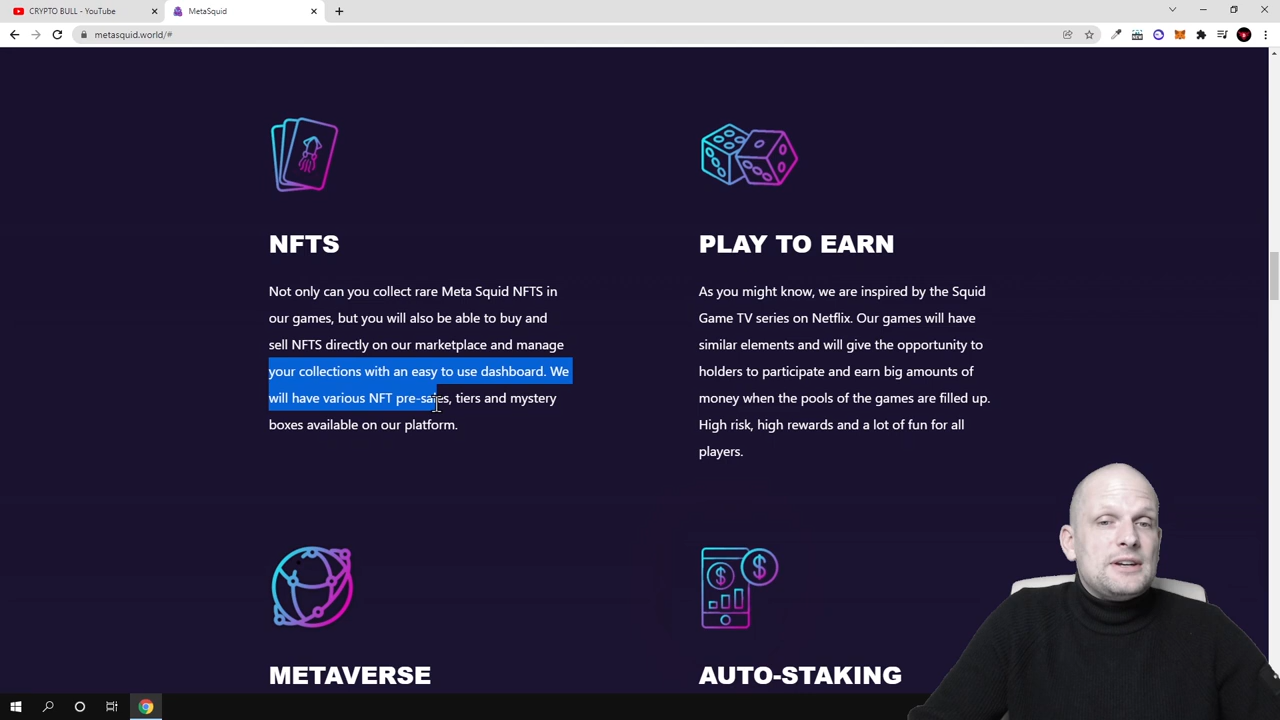 CRYPTO BULL - YouTube
MetaSquid
metasquid.world/#
NFTS
Not only can you collect rare Meta Squid NFTS in
our games, but you will also be able to buy and
sell NFTS directly on our marketplace and manage
your collections with an easy to use dashboard. We
will have various NFT pre-sales, tiers and mystery
boxes available on our platform.
PLAY TO EARN
As you might know, we are inspired by the Squid
Game TV series on Netflix. Our games will have
similar elements and will give the opportunity to
holders to participate and earn big amounts of
money when the pools of the games are filled up.
High risk, high rewards and a lot of fun for all
players.
METAVERSE
AUTO-STAKING